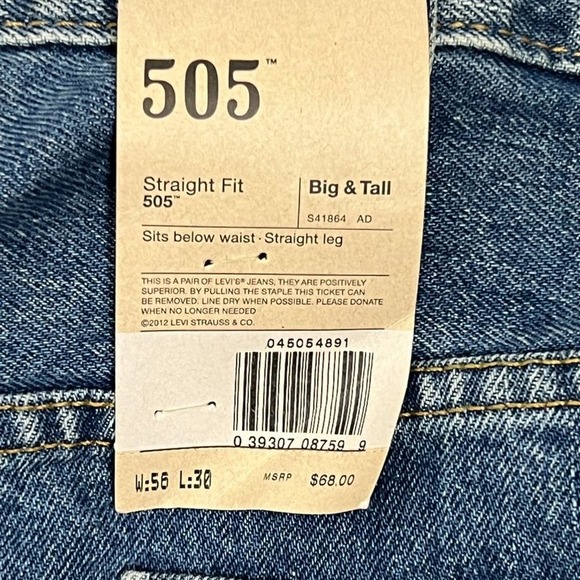 505™
Straight Fit
505™
Big & Tall
S41864 AD
Sits below waist · Straight leg
THIS IS A PAIR OF LEVI'S® JEANS, THEY ARE POSITIVELY
SUPERIOR. BY PULLING THE STAPLE THIS TICKET CAN
BE REMOVED. LINE DRY WHEN POSSIBLE. PLEASE DONATE
WHEN NO LONGER NEEDED
©2012 LEVI STRAUSS & CO.
045054891
0 39307 08759 9
W:56 L:30 MSRP $68.00